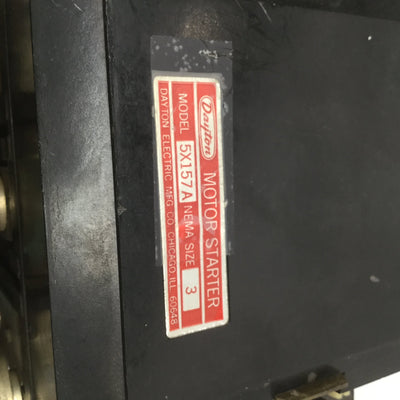 Dayton MOTOR STARTER
MODEL 5X157A NEMA SIZE 3
DAYTON ELECTRIC MFG. CO. CHICAGO, ILL. 60648